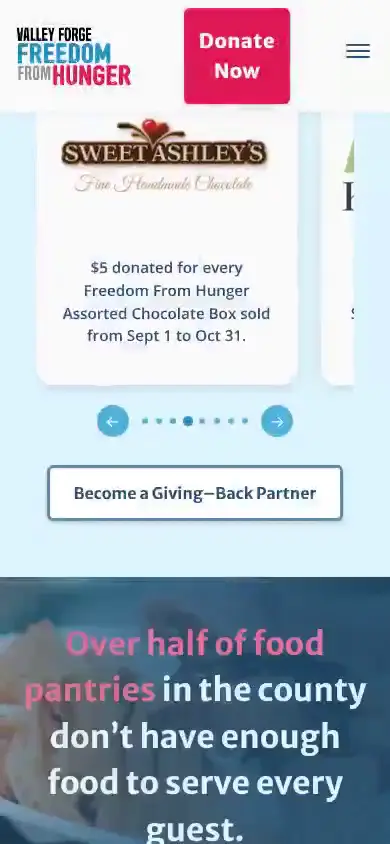 VALLEY FORGE
FREEDOM
FROM HUNGER
Donate
Now
SWEET ASHLEY'S
Fine Handmade Chocolate
$5 donated for every
Freedom From Hunger
Assorted Chocolate Box sold
from Sept 1 to Oct 31.
Become a Giving–Back Partner
Over half of food
pantries in the county
don’t have enough
food to serve every
guest.